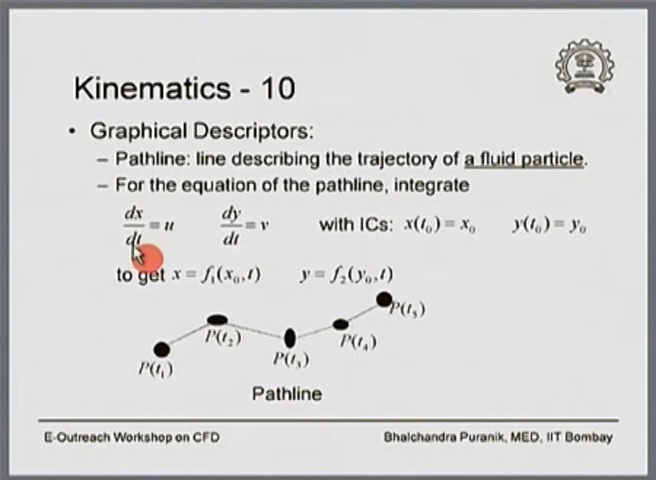 Kinematics - 10
• Graphical Descriptors:
– Pathline: line describing the trajectory of a fluid particle.
– For the equation of the pathline, integrate
dx/dt = u dy/dt = v with ICs: x(t₀) = x₀ y(t₀) = y₀
to get x = f₁(x₀,t) y = f₂(y₀,t)
P(t₁) P(t₂) P(t₃) P(t₄) P(t₅)
Pathline
E-Outreach Workshop on CFD Bhalchandra Puranik, MED, IIT Bombay